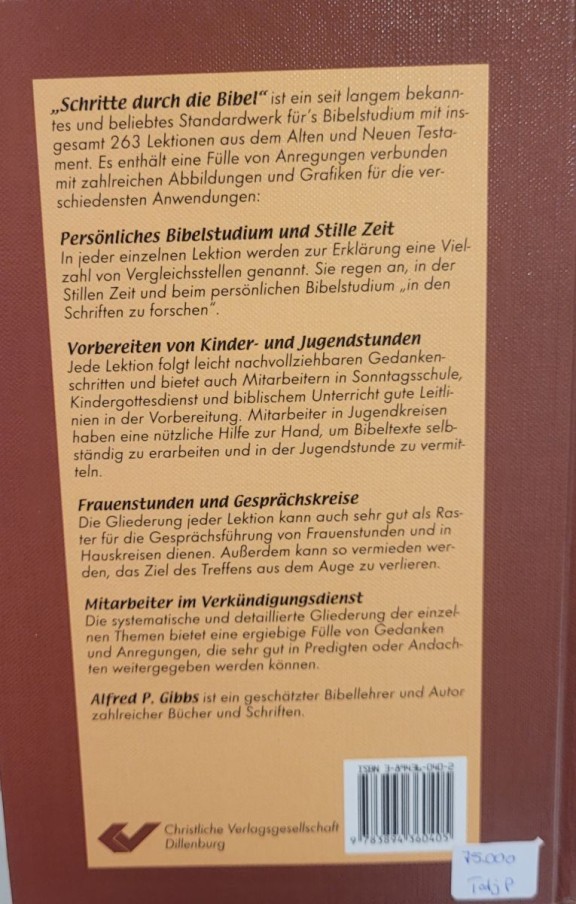 „Schritte durch die Bibel“ ist ein seit langem bekann-
tes und beliebtes Standardwerk für's Bibelstudium mit ins-
gesamt 263 Lektionen aus dem Alten und Neuen Testa-
ment. Es enthält eine Fülle von Anregungen verbunden
mit zahlreichen Abbildungen und Grafiken für die ver-
schiedensten Anwendungen:
Persönliches Bibelstudium und Stille Zeit
In jeder einzelnen Lektion werden zur Erklärung eine Viel-
zahl von Vergleichsstellen genannt. Sie regen an, in der
Stillen Zeit und beim persönlichen Bibelstudium „in den
Schriften zu forschen“.
Vorbereiten von Kinder- und Jugendstunden
Jede Lektion folgt leicht nachvollziehbaren Gedanken-
schritten und bietet auch Mitarbeitern in Sonntagsschule,
Kindergottesdienst und biblischem Unterricht gute Leitli-
nien in der Vorbereitung. Mitarbeiter in Jugendkreisen
haben eine nützliche Hilfe zur Hand, um Bibeltexte selb-
ständig zu erarbeiten und in der Jugendstunde zu vermit-
teln.
Frauenstunden und Gesprächskreise
Die Gliederung jeder Lektion kann auch sehr gut als Ras-
ter für die Gesprächsführung von Frauenstunden und in
Hauskreisen dienen. Außerdem kann so vermieden wer-
den, das Ziel des Treffens aus dem Auge zu verlieren.
Mitarbeiter im Verkündigungsdienst
Die systematische und detaillierte Gliederung der einzel-
nen Themen bietet eine ergiebige Fülle von Gedanken
und Anregungen, die sehr gut in Predigten oder Andach-
ten weitergegeben werden können.
Alfred P. Gibbs ist ein geschätzter Bibellehrer und Autor
zahlreicher Bücher und Schriften.
ISBN 3-89436-040-2
9 783894 360405
Christliche Verlagsgesellschaft
Dillenburg
75.000